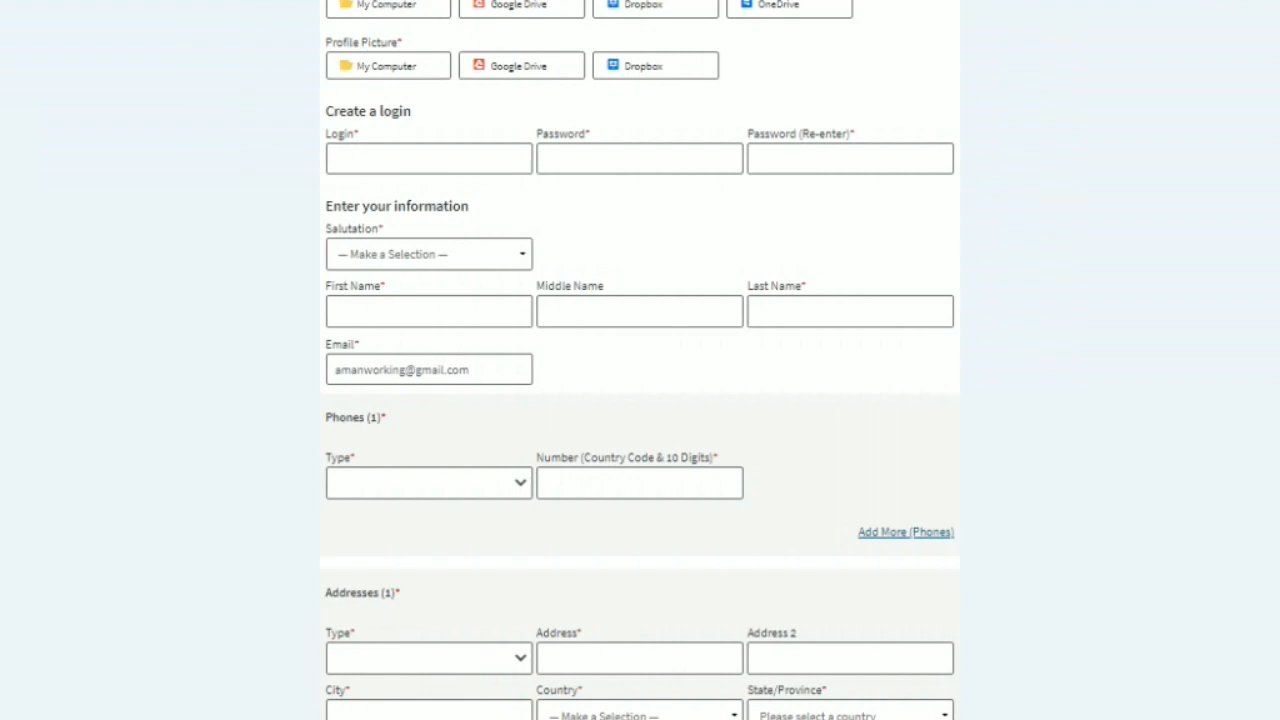 My Computer Google Drive Dropbox OneDrive
Profile Picture*
My Computer Google Drive Dropbox
Create a login
Login* Password* Password (Re-enter)*
Enter your information
Salutation*
— Make a Selection —
First Name* Middle Name Last Name*
Email*
amanworking@gmail.com
Phones (1)*
Type* Number (Country Code & 10 Digits)*
Add More (Phones)
Addresses (1)*
Type* Address* Address 2
City* Country* State/Province*
— Make a Selection — Please select a country